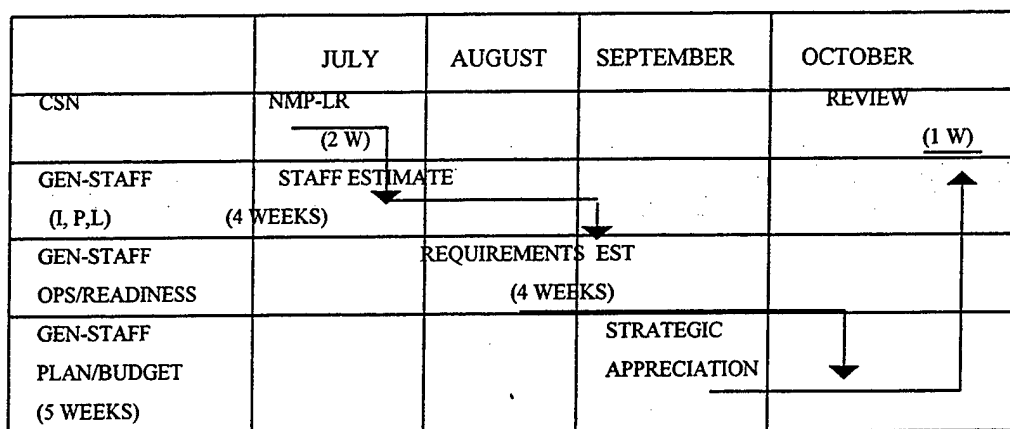 JULY AUGUST SEPTEMBER OCTOBER
CSN NMP-LR REVIEW
(2 W) (1 W)
GEN-STAFF STAFF ESTIMATE
(I, P,L) (4 WEEKS)
GEN-STAFF REQUIREMENTS EST
OPS/READINESS (4 WEEKS)
GEN-STAFF STRATEGIC
PLAN/BUDGET APPRECIATION
(5 WEEKS)